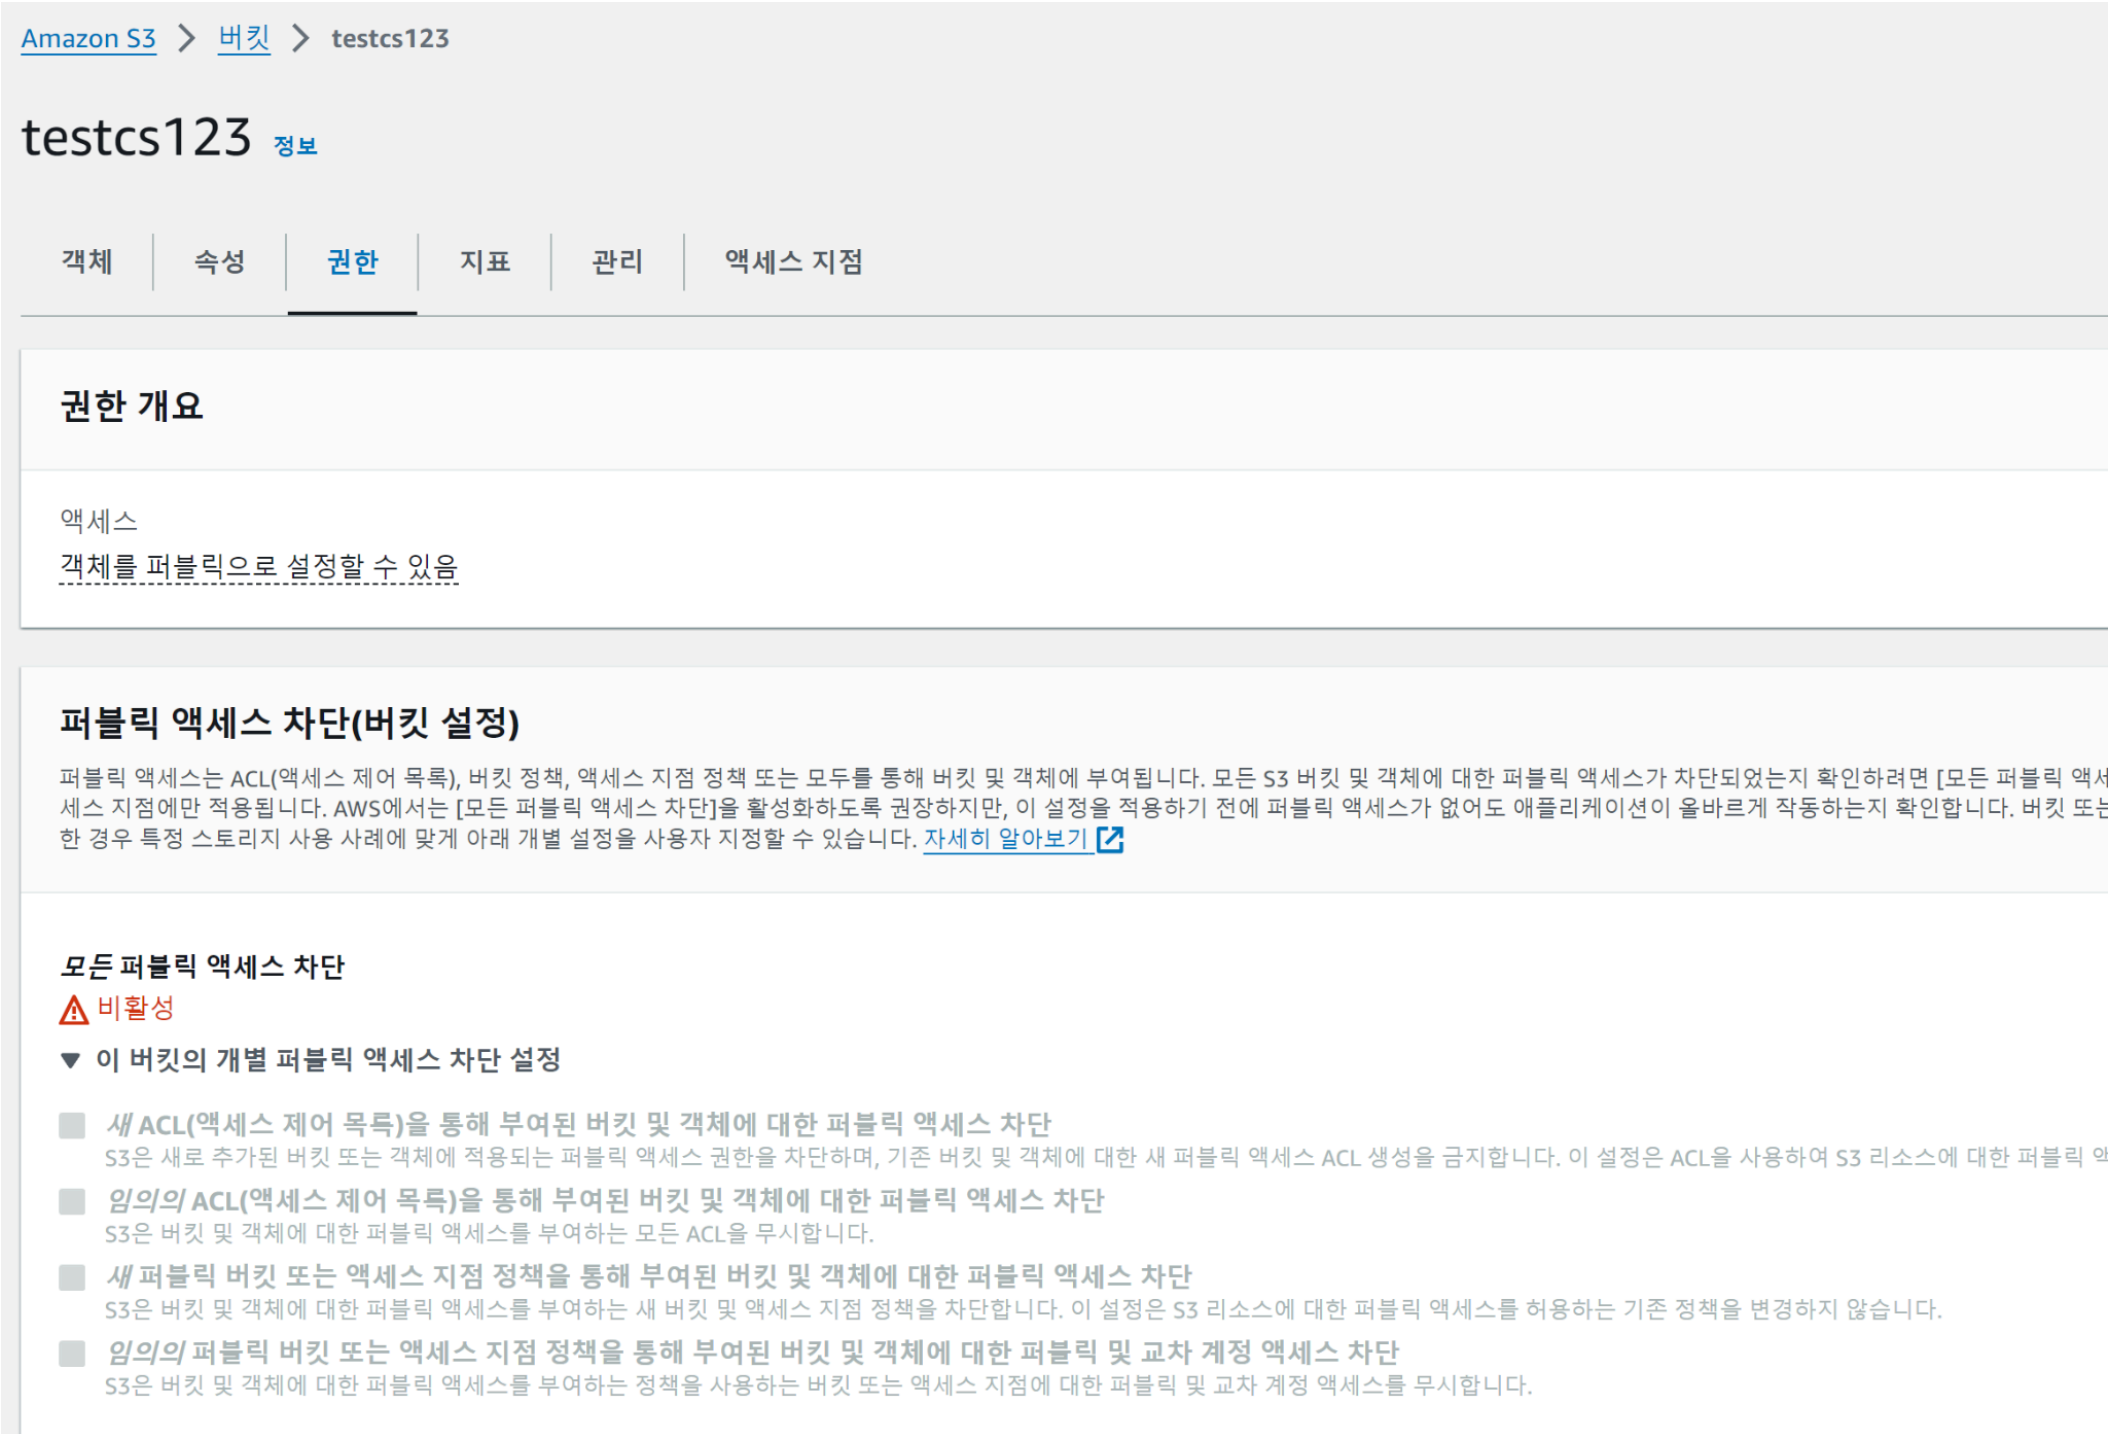 Amazon S3 > 버킷 > testcs123
testcs123 정보
객체 속성 권한 지표 관리 액세스 지점
권한 개요
액세스
객체를 퍼블릭으로 설정할 수 있음
퍼블릭 액세스 차단(버킷 설정)
퍼블릭 액세스는 ACL(액세스 제어 목록), 버킷 정책, 액세스 지점 정책 또는 모두를 통해 버킷 및 객체에 부여됩니다. 모든 S3 버킷 및 객체에 대한 퍼블릭 액세스가 차단되었는지 확인하려면 [모든 퍼블릭 액세
세스 지점에만 적용됩니다. AWS에서는 [모든 퍼블릭 액세스 차단]을 활성화하도록 권장하지만, 이 설정을 적용하기 전에 퍼블릭 액세스가 없어도 애플리케이션이 올바르게 작동하는지 확인합니다. 버킷 또는
한 경우 특정 스토리지 사용 사례에 맞게 아래 개별 설정을 사용자 지정할 수 있습니다. 자세히 알아보기
모든 퍼블릭 액세스 차단
비활성
▼ 이 버킷의 개별 퍼블릭 액세스 차단 설정
새 ACL(액세스 제어 목록)을 통해 부여된 버킷 및 객체에 대한 퍼블릭 액세스 차단
S3은 새로 추가된 버킷 또는 객체에 적용되는 퍼블릭 액세스 권한을 차단하며, 기존 버킷 및 객체에 대한 새 퍼블릭 액세스 ACL 생성을 금지합니다. 이 설정은 ACL을 사용하여 S3 리소스에 대한 퍼블릭
임의의 ACL(액세스 제어 목록)을 통해 부여된 버킷 및 객체에 대한 퍼블릭 액세스 차단
S3은 버킷 및 객체에 대한 퍼블릭 액세스를 부여하는 모든 ACL을 무시합니다.
새 퍼블릭 버킷 또는 액세스 지점 정책을 통해 부여된 버킷 및 객체에 대한 퍼블릭 액세스 차단
S3은 버킷 및 객체에 대한 퍼블릭 액세스를 부여하는 새 버킷 및 액세스 지점 정책을 차단합니다. 이 설정은 S3 리소스에 대한 퍼블릭 액세스를 허용하는 기존 정책을 변경하지 않습니다.
임의의 퍼블릭 버킷 또는 액세스 지점 정책을 통해 부여된 버킷 및 객체에 대한 퍼블릭 및 교차 계정 액세스 차단
S3은 버킷 및 객체에 대한 퍼블릭 액세스를 부여하는 정책을 사용하는 버킷 또는 액세스 지점에 대한 퍼블릭 및 교차 계정 액세스를 무시합니다.